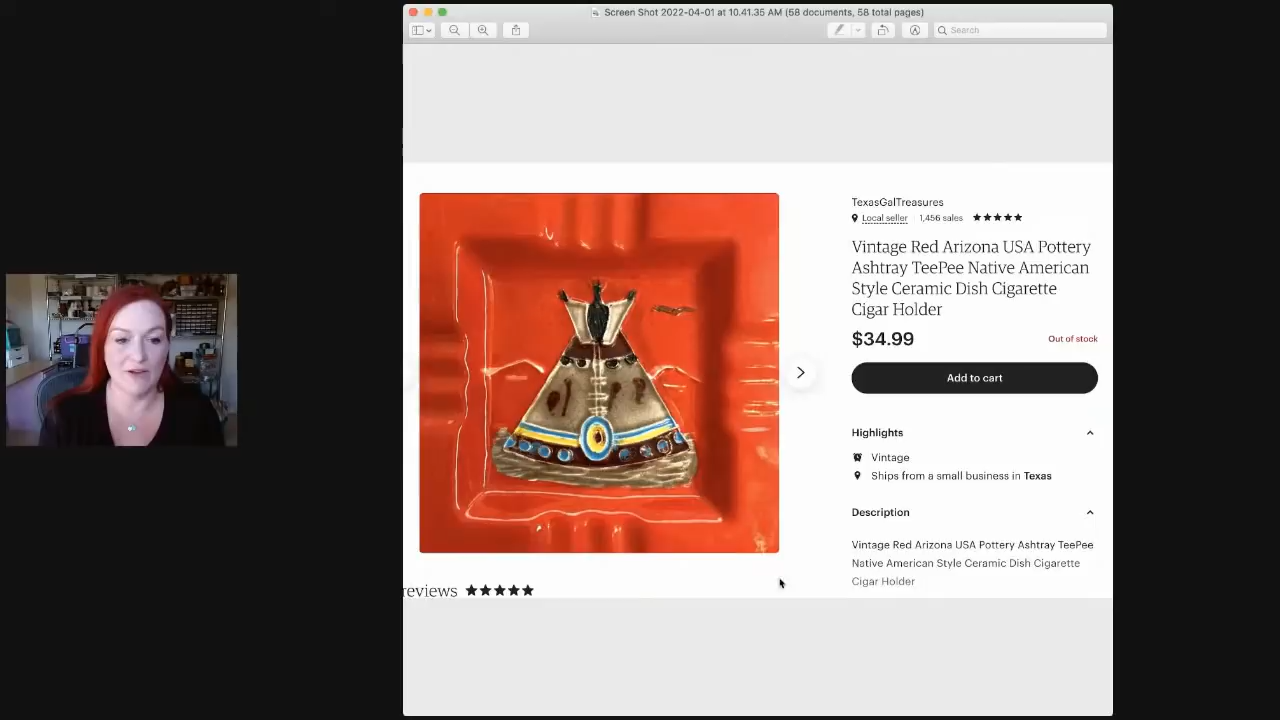 Screen Shot 2022-04-01 at 10.41.35 AM (58 documents, 58 total pages)
Search
TexasGalTreasures
Local seller 1,456 sales
Vintage Red Arizona USA Pottery
Ashtray TeePee Native American
Style Ceramic Dish Cigarette
Cigar Holder
$34.99 Out of stock
Add to cart
Highlights
Vintage
Ships from a small business in Texas
Description
Vintage Red Arizona USA Pottery Ashtray TeePee
Native American Style Ceramic Dish Cigarette
Cigar Holder
reviews